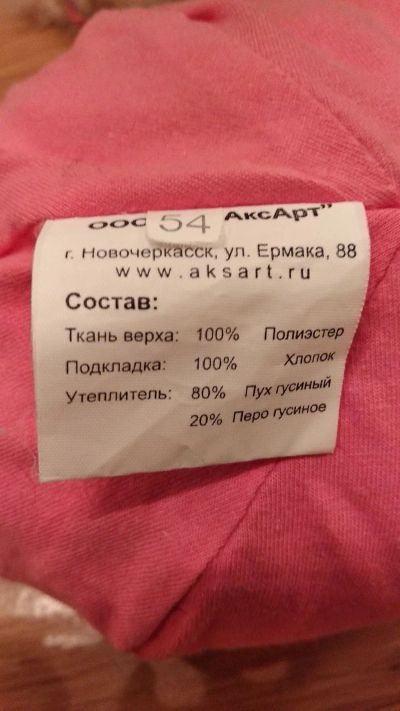 ООО 54 АксАрт”
г. Новочеркасск, ул. Ермака, 88
www.aksart.ru
Состав:
Ткань верха: 100% Полиэстер
Подкладка: 100% Хлопок
Утеплитель: 80% Пух гусиный
20% Перо гусиное